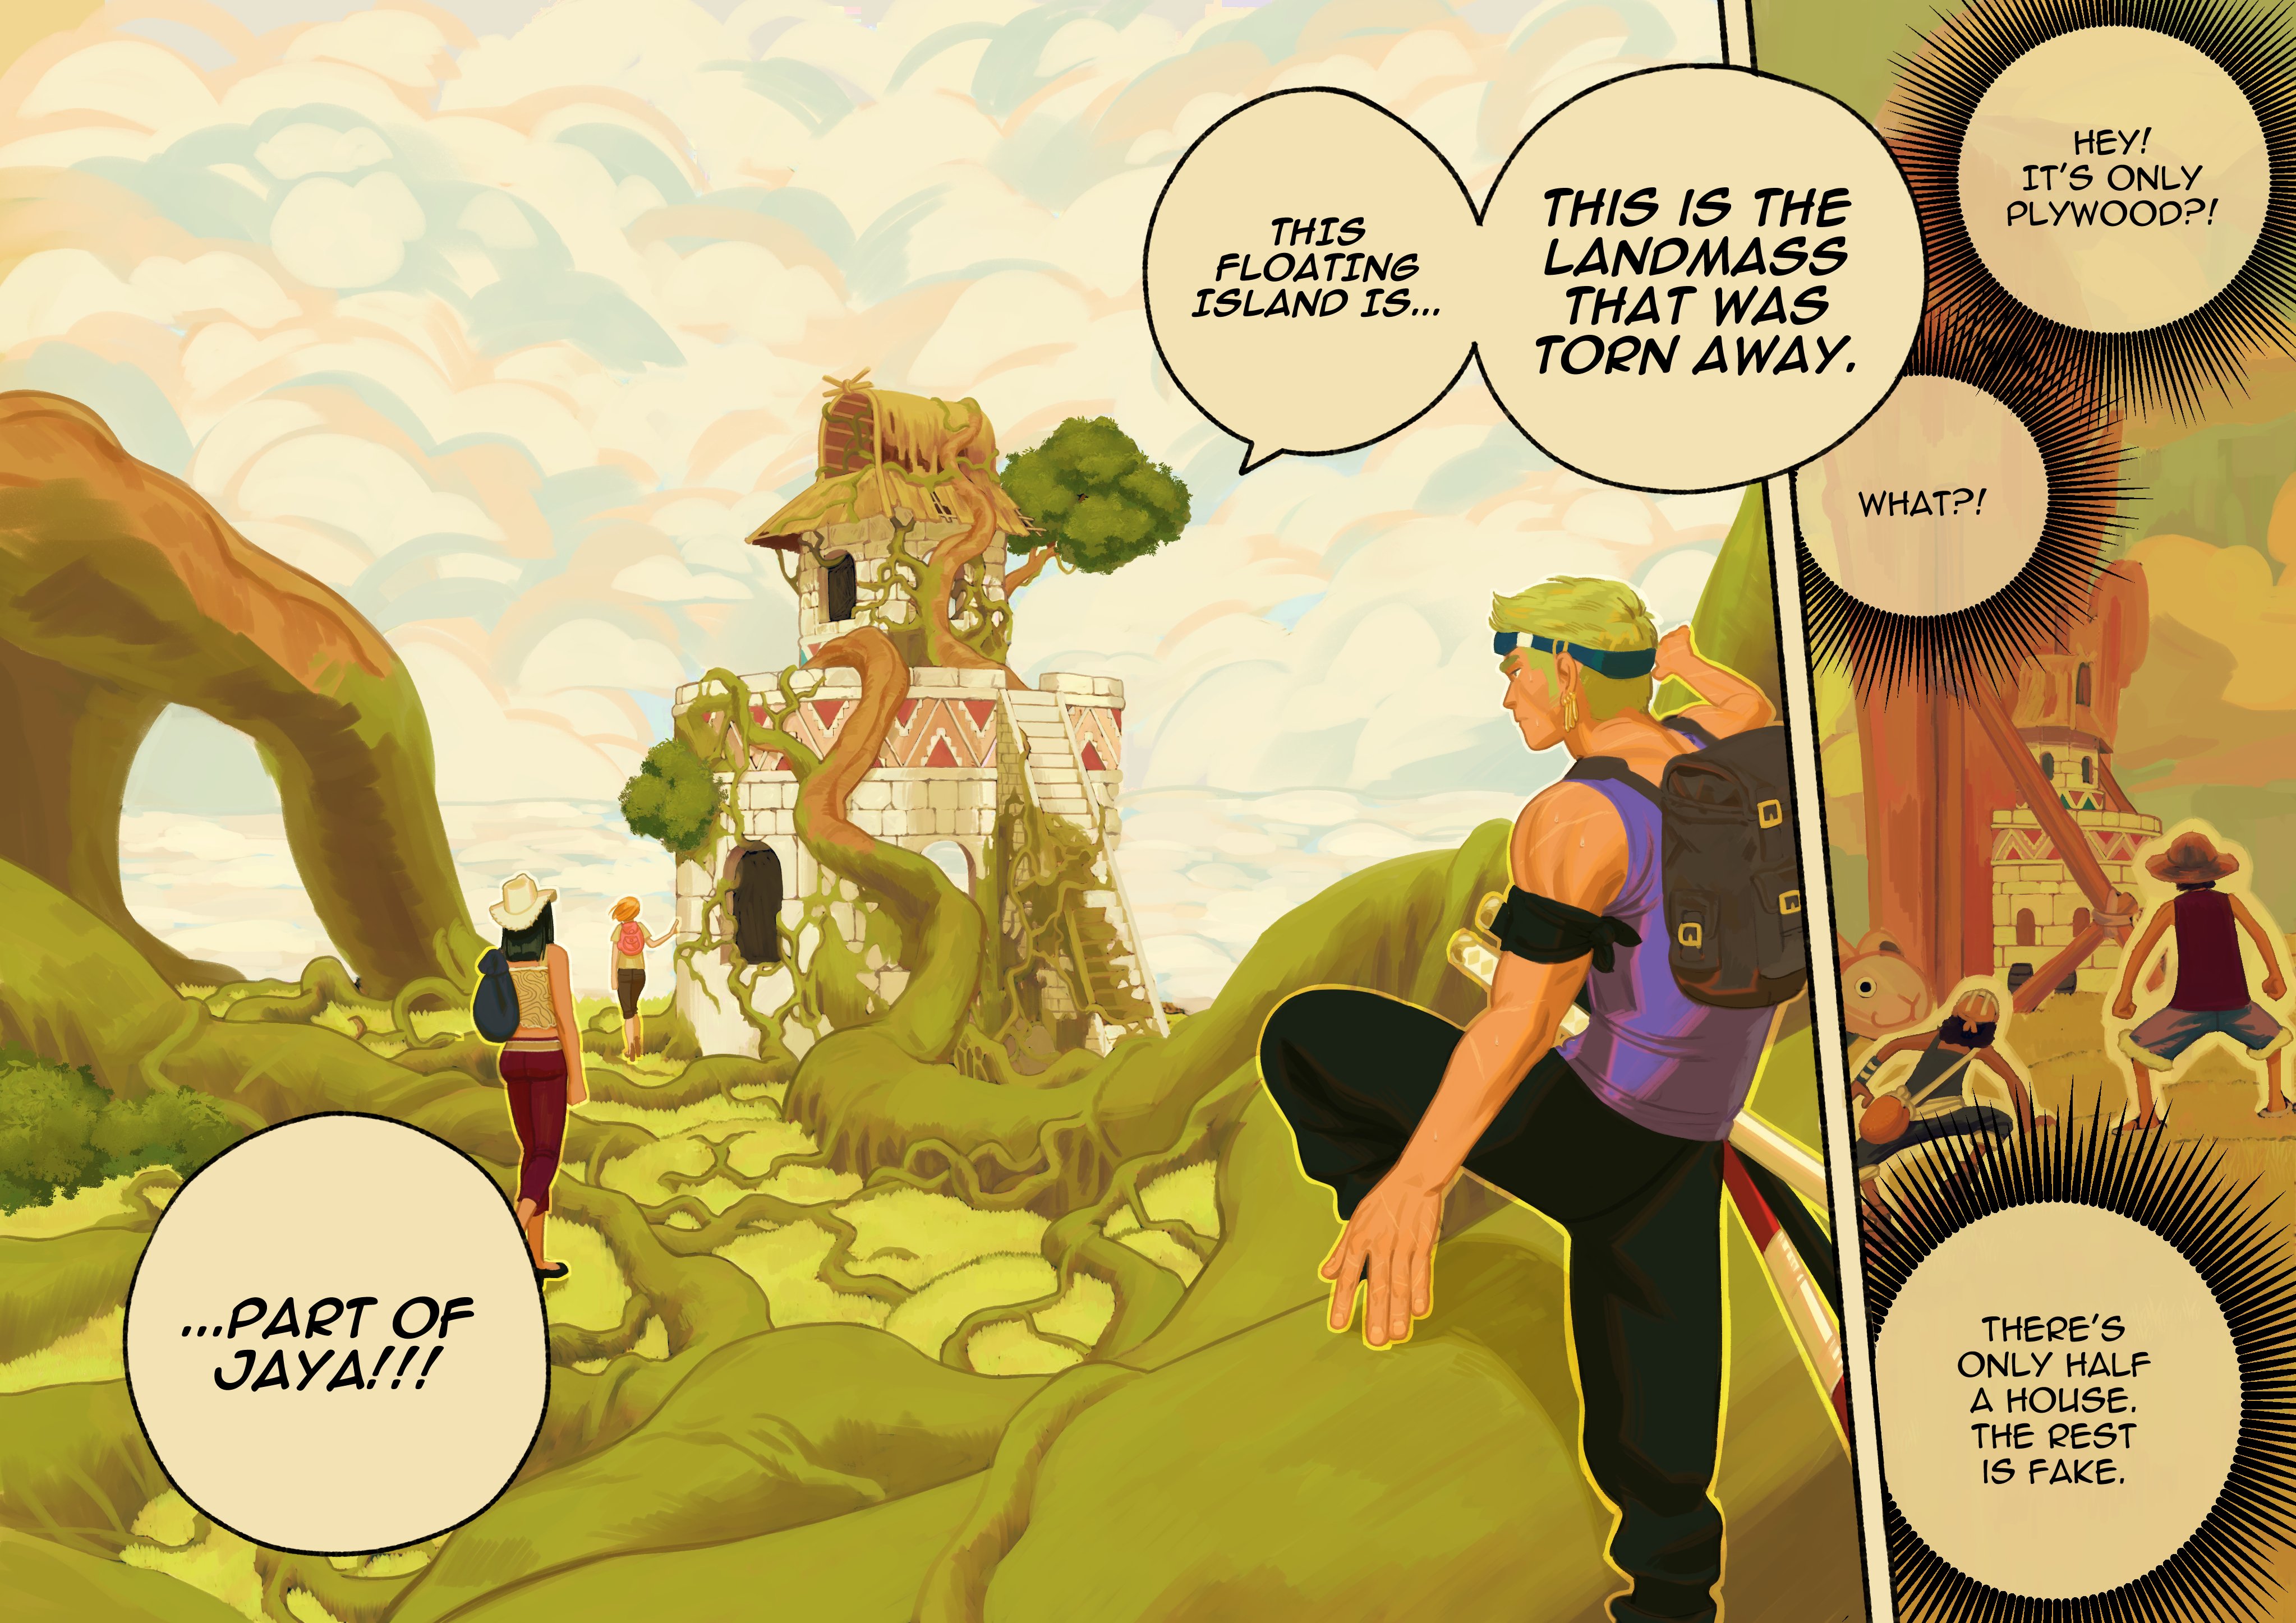 HEY!
IT'S ONLY
PLYWOOD?!
WHAT?!
THERE'S
ONLY HALF
A HOUSE.
THE REST
IS FAKE.
THIS IS THE
LANDMASS
THAT WAS
TORN AWAY.
THIS
FLOATING
ISLAND IS...
...PART OF
JAYA!!!